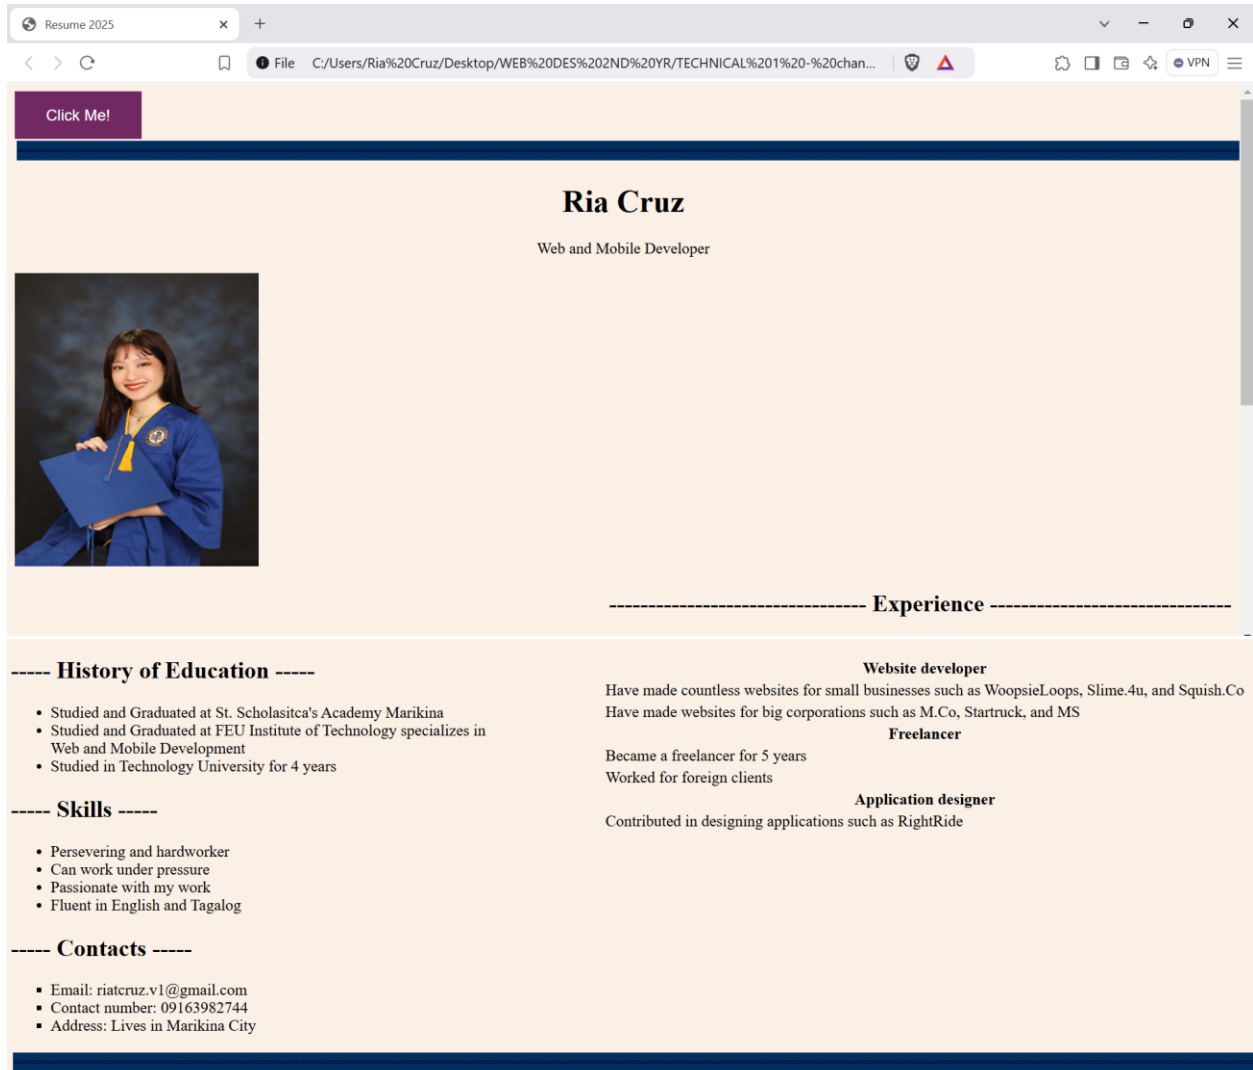 Resume 2025
File C:/Users/Ria%20Cruz/Desktop/WEB%20DES%202ND%20YR/TECHNICAL%201%20-%20chan...
VPN
Click Me!
Ria Cruz
Web and Mobile Developer
--------------------------------- Experience -------------------------------
----- History of Education -----
Studied and Graduated at St. Scholasitca's Academy Marikina
Studied and Graduated at FEU Institute of Technology specializes in
Web and Mobile Development
Studied in Technology University for 4 years
----- Skills -----
Persevering and hardworker
Can work under pressure
Passionate with my work
Fluent in English and Tagalog
----- Contacts -----
Email: riatcruz.v1@gmail.com
Contact number: 09163982744
Address: Lives in Marikina City
Website developer
Have made countless websites for small businesses such as WoopsieLoops, Slime.4u, and Squish.Co
Have made websites for big corporations such as M.Co, Startruck, and MS
Freelancer
Became a freelancer for 5 years
Worked for foreign clients
Application designer
Contributed in designing applications such as RightRide